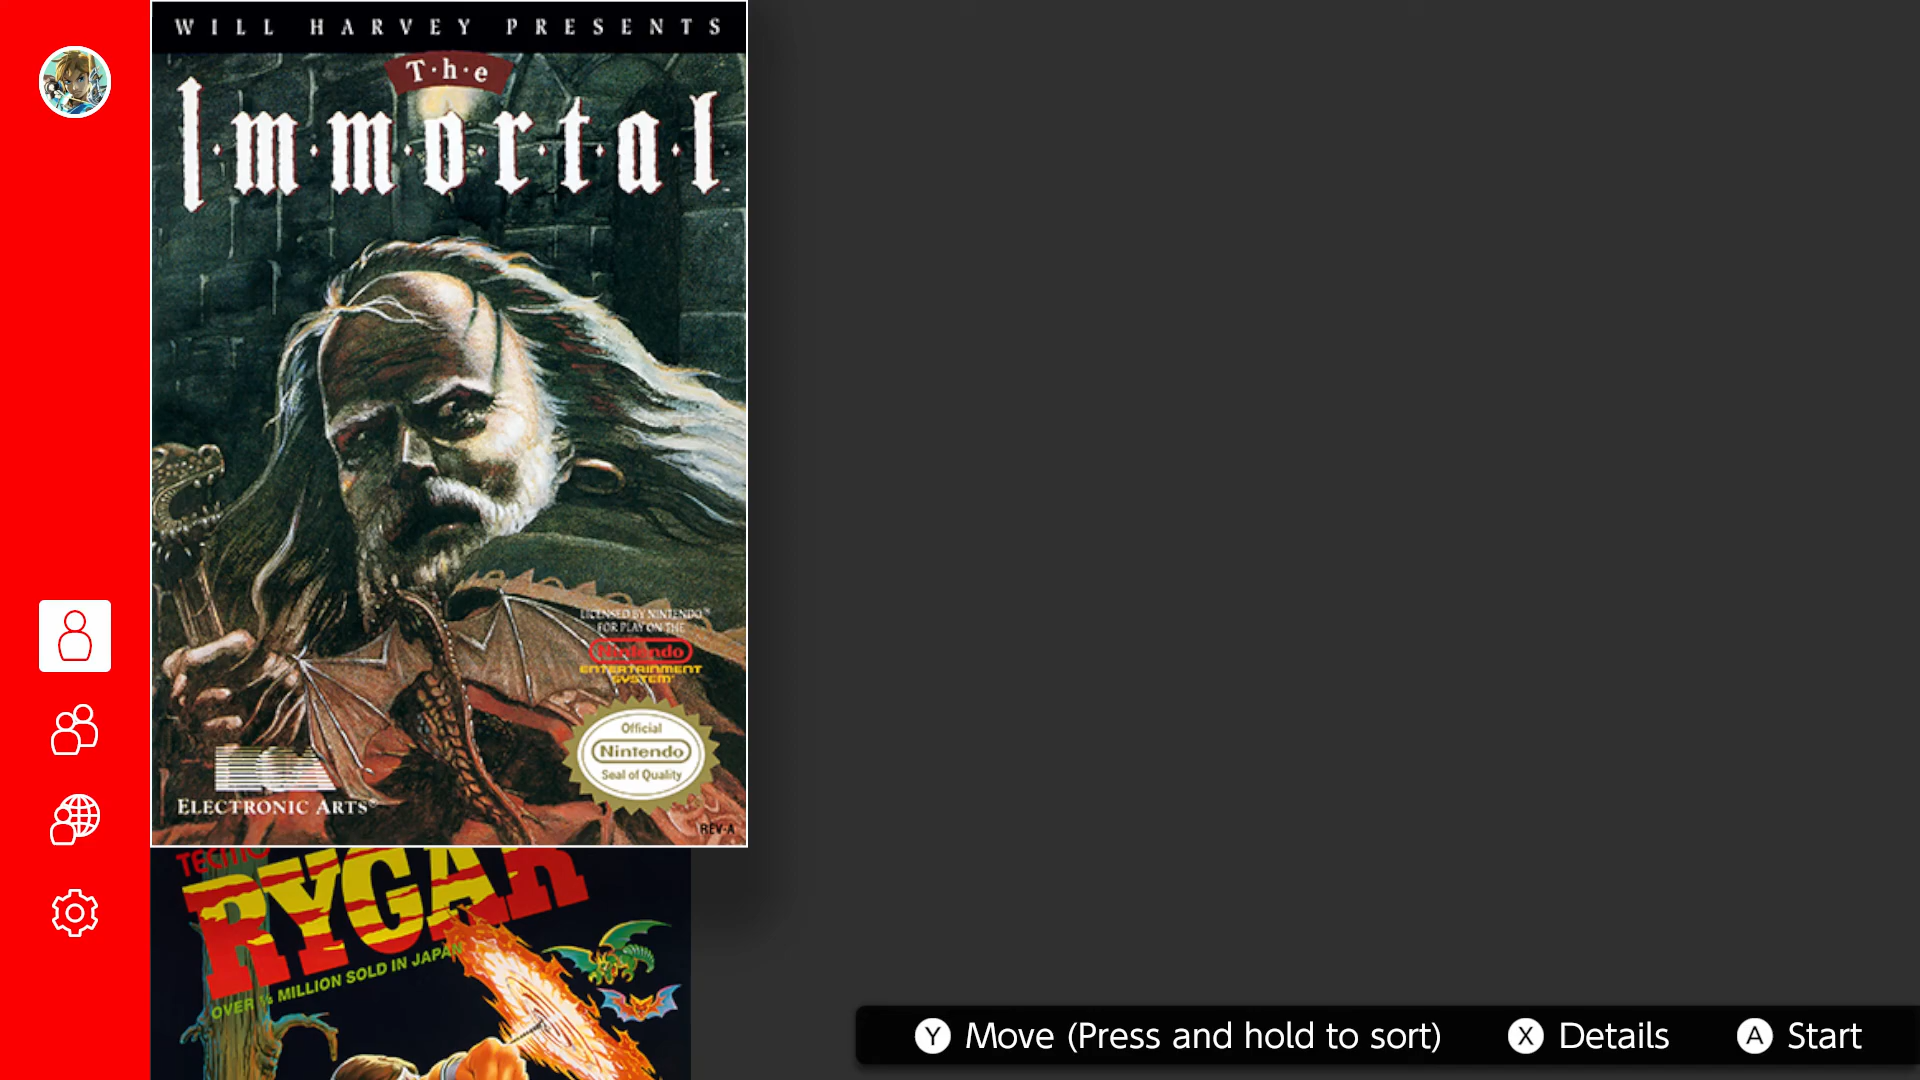 WILL HARVEY PRESENTS
T·h·e
I·m·m·o·r·t·a·l
LICENSED BY NINTENDO®
FOR PLAY ON THE
Nintendo
ENTERTAINMENT
SYSTEM®
Official
Nintendo
Seal of Quality
ELECTRONIC ARTS®
REV-A
TECMO
RYGAR
OVER ½ MILLION SOLD IN JAPAN
Y Move (Press and hold to sort)
X Details
A Start